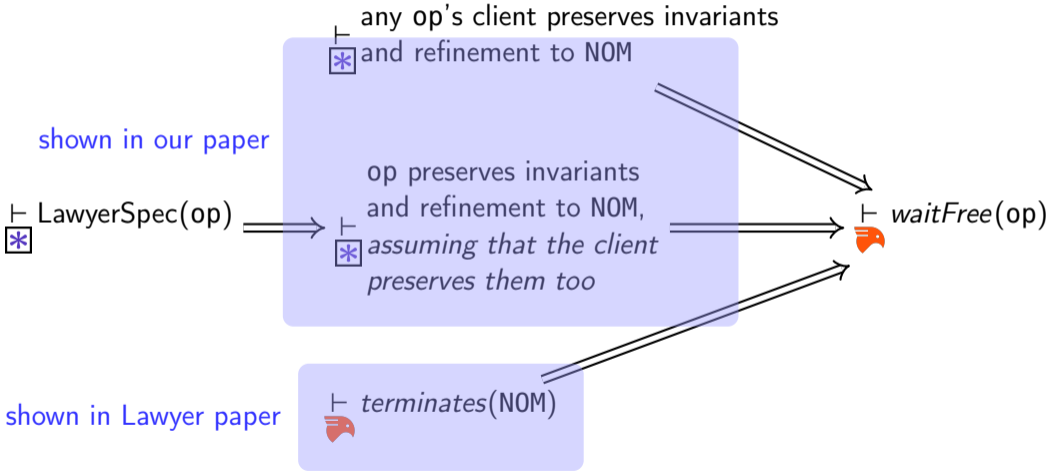 ⊢ any op's client preserves invariants
and refinement to NOM
shown in our paper
⊢ LawyerSpec(op)
⊢ op preserves invariants
and refinement to NOM,
assuming that the client
preserves them too
⊢ waitFree(op)
shown in Lawyer paper
⊢ terminates(NOM)